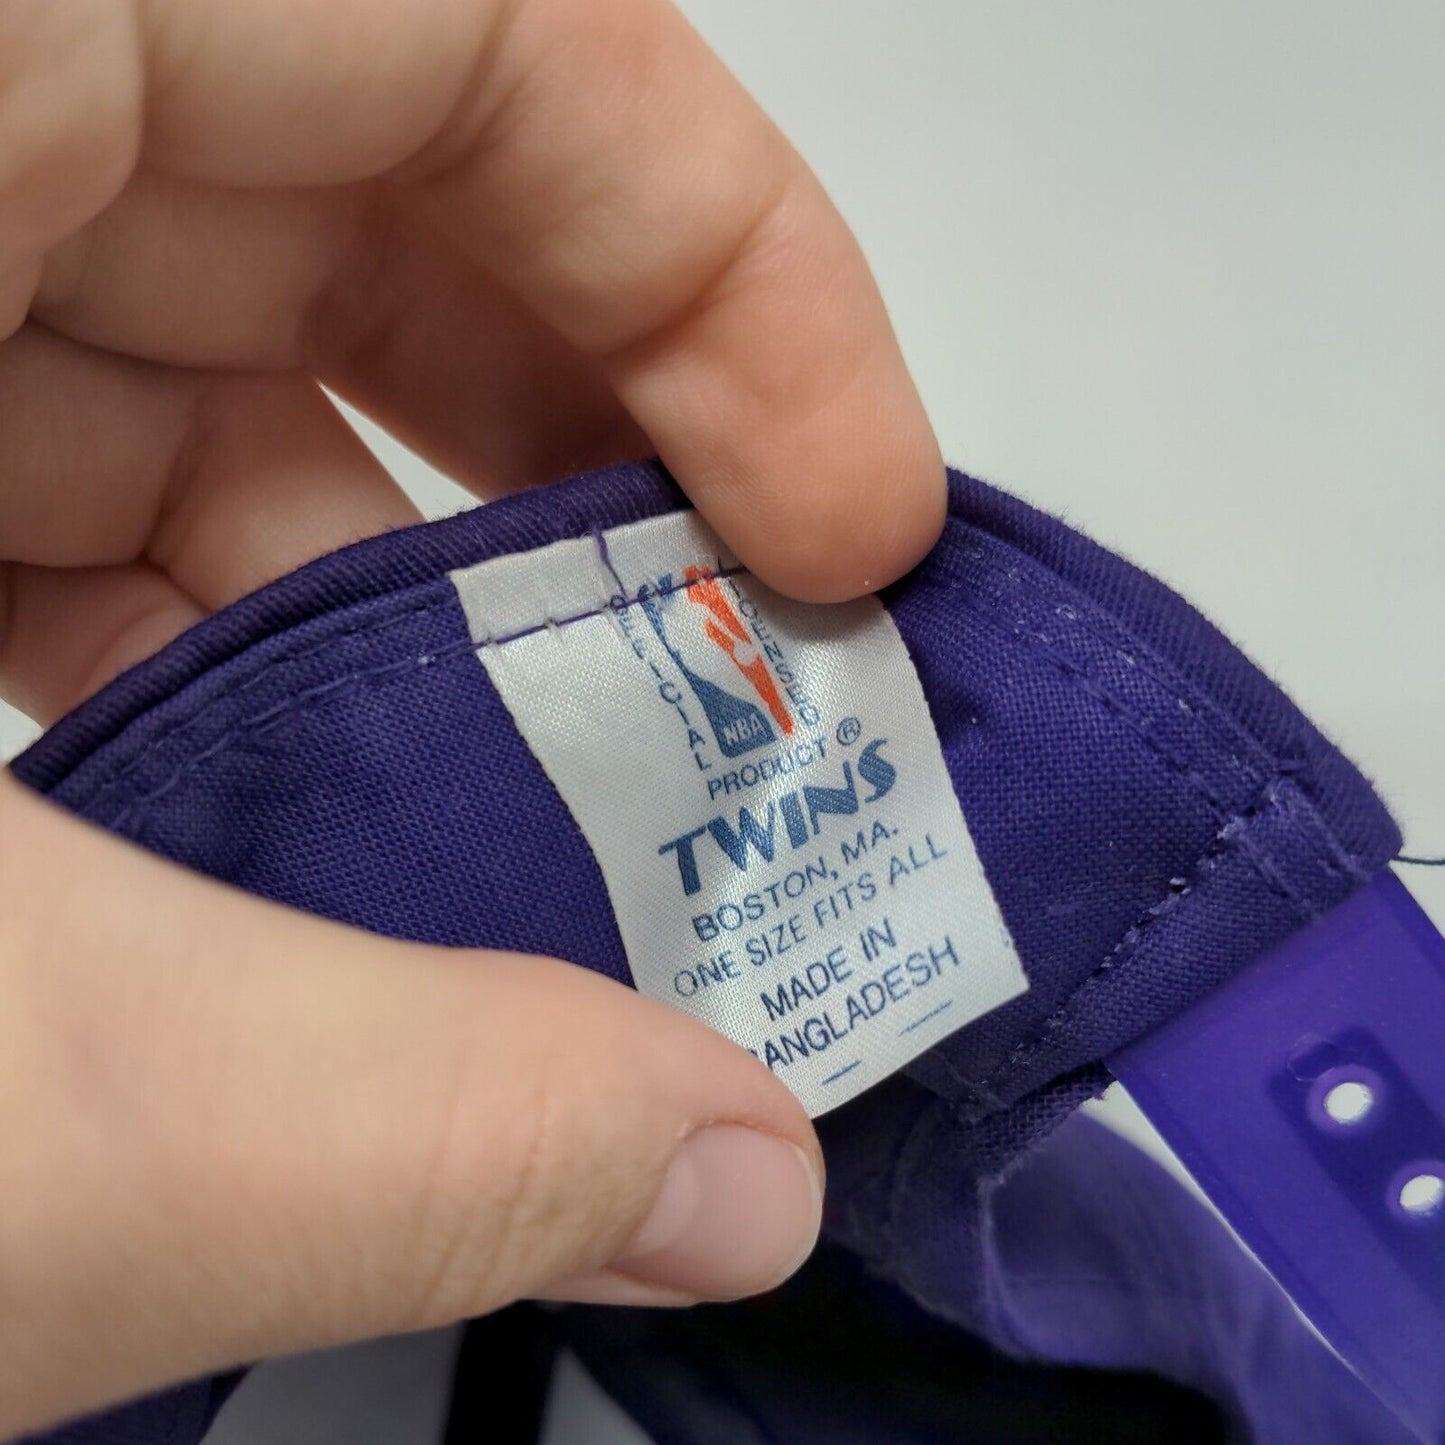 OFFICIAL LICENSED
NBA
PRODUCT ®
TWINS
BOSTON, MA.
ONE SIZE FITS ALL
MADE IN
BANGLADESH